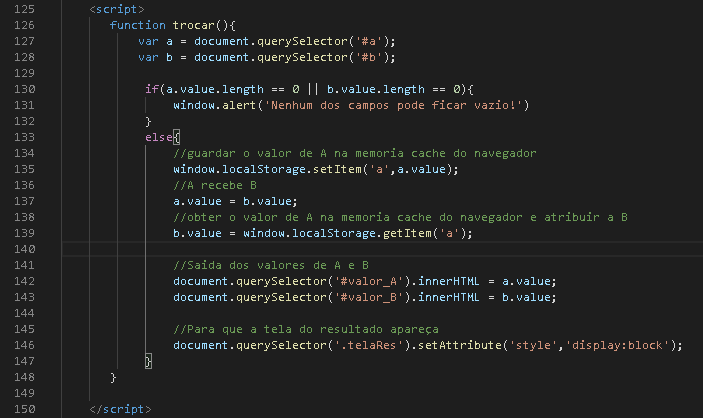 125 <script>
126 function trocar(){
127 var a = document.querySelector('#a');
128 var b = document.querySelector('#b');
129
130 if(a.value.length == 0 || b.value.length == 0){
131 window.alert('Nenhum dos campos pode ficar vazio!')
132 }
133 else{
134 //guardar o valor de A na memoria cache do navegador
135 window.localStorage.setItem('a',a.value);
136 //A recebe B
137 a.value = b.value;
138 //obter o valor de A na memoria cache do navegador e atribuir a B
139 b.value = window.localStorage.getItem('a');
140
141 //Saida dos valores de A e B
142 document.querySelector('#valor_A').innerHTML = a.value;
143 document.querySelector('#valor_B').innerHTML = b.value;
144
145 //Para que a tela do resultado apareça
146 document.querySelector('.telaRes').setAttribute('style','display:block');
147 }
148 }
149
150 </script>